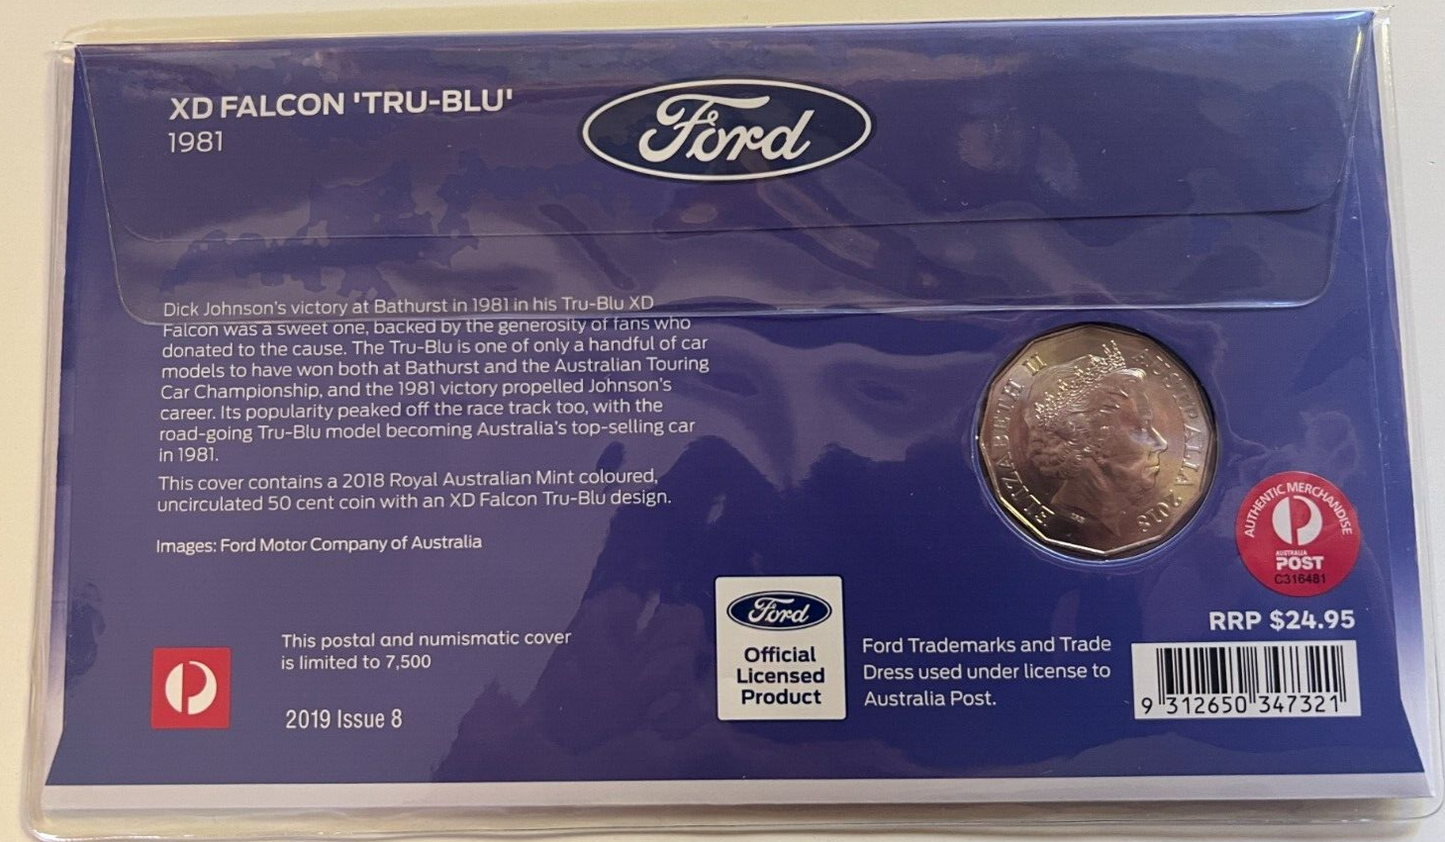 XD FALCON 'TRU-BLU'
1981
Ford
Dick Johnson's victory at Bathurst in 1981 in his Tru-Blu XD
Falcon was a sweet one, backed by the generosity of fans who
donated to the cause. The Tru-Blu is one of only a handful of car
models to have won both at Bathurst and the Australian Touring
Car Championship, and the 1981 victory propelled Johnson's
career. Its popularity peaked off the race track too, with the
road-going Tru-Blu model becoming Australia's top-selling car
in 1981.
This cover contains a 2018 Royal Australian Mint coloured,
uncirculated 50 cent coin with an XD Falcon Tru-Blu design.
Images: Ford Motor Company of Australia
ELIZABETH II
AUSTRALIA 2018
AUTHENTIC MERCHANDISE
AUSTRALIA
POST
C316481
This postal and numismatic cover
is limited to 7,500
2019 Issue 8
Ford
Official
Licensed
Product
Ford Trademarks and Trade
Dress used under license to
Australia Post.
RRP $24.95
9 312650 347321